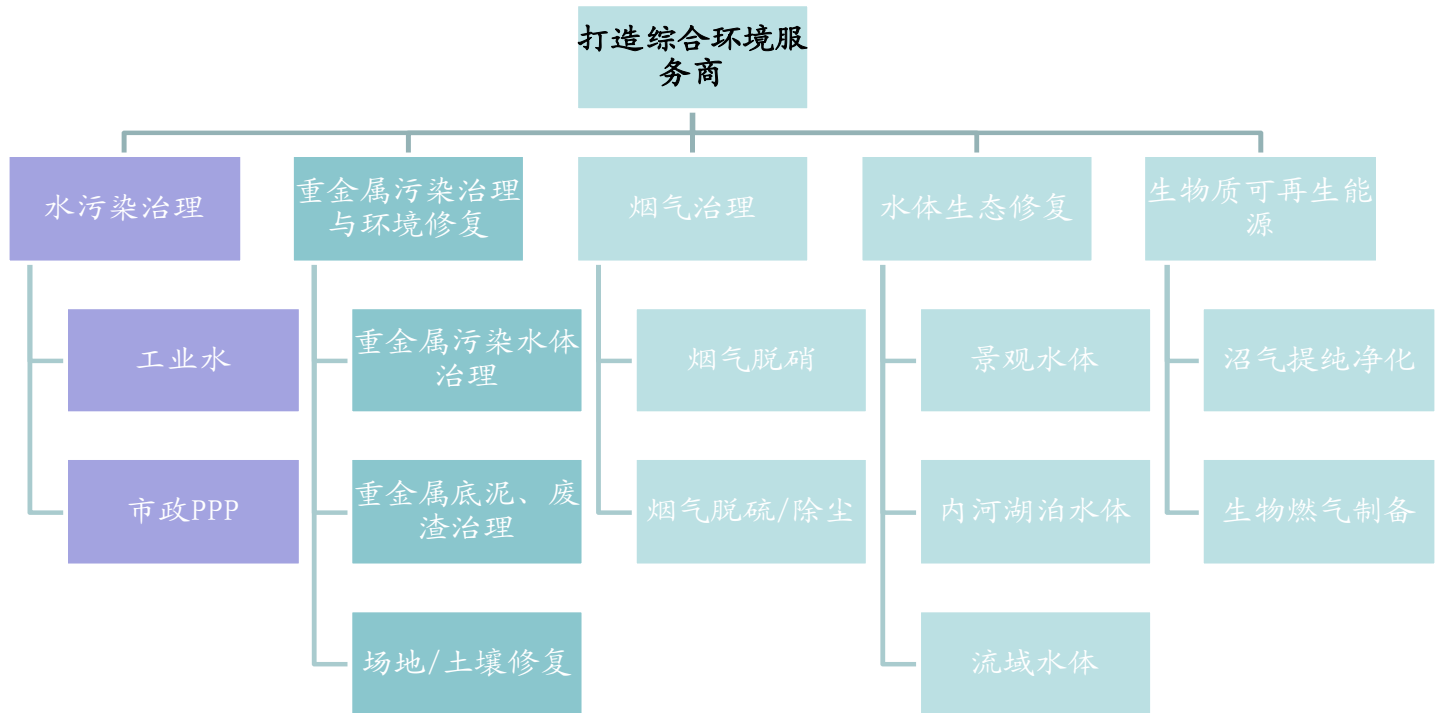 打造综合环境服
务商
水污染治理
重金属污染治理
与环境修复
烟气治理
水体生态修复
生物质可再生能
源
工业水
重金属污染水体
治理
烟气脱硝
景观水体
沼气提纯净化
市政PPP
重金属底泥、废
渣治理
烟气脱硫/除尘
内河湖泊水体
生物燃气制备
场地/土壤修复
流域水体